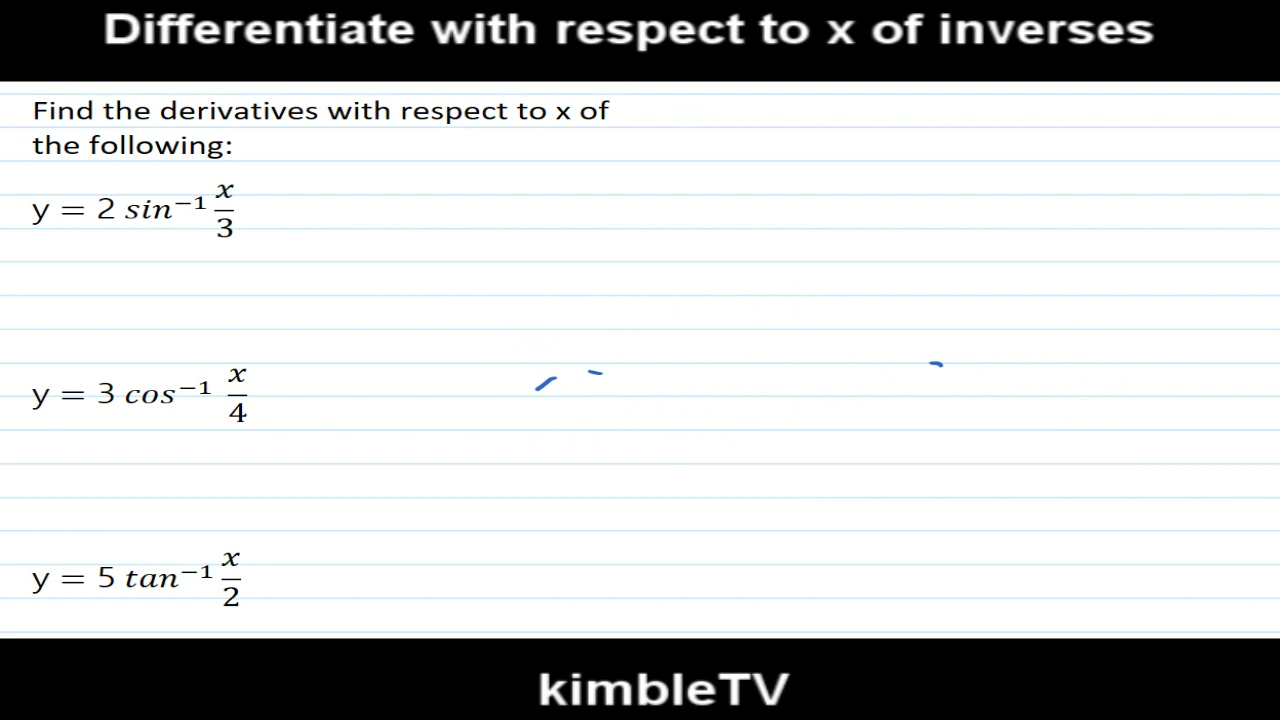 Differentiate with respect to x of inverses
Find the derivatives with respect to x of
the following:
y = 2 sin⁻¹ x/3
y = 3 cos⁻¹ x/4
y = 5 tan⁻¹ x/2
kimbleTV